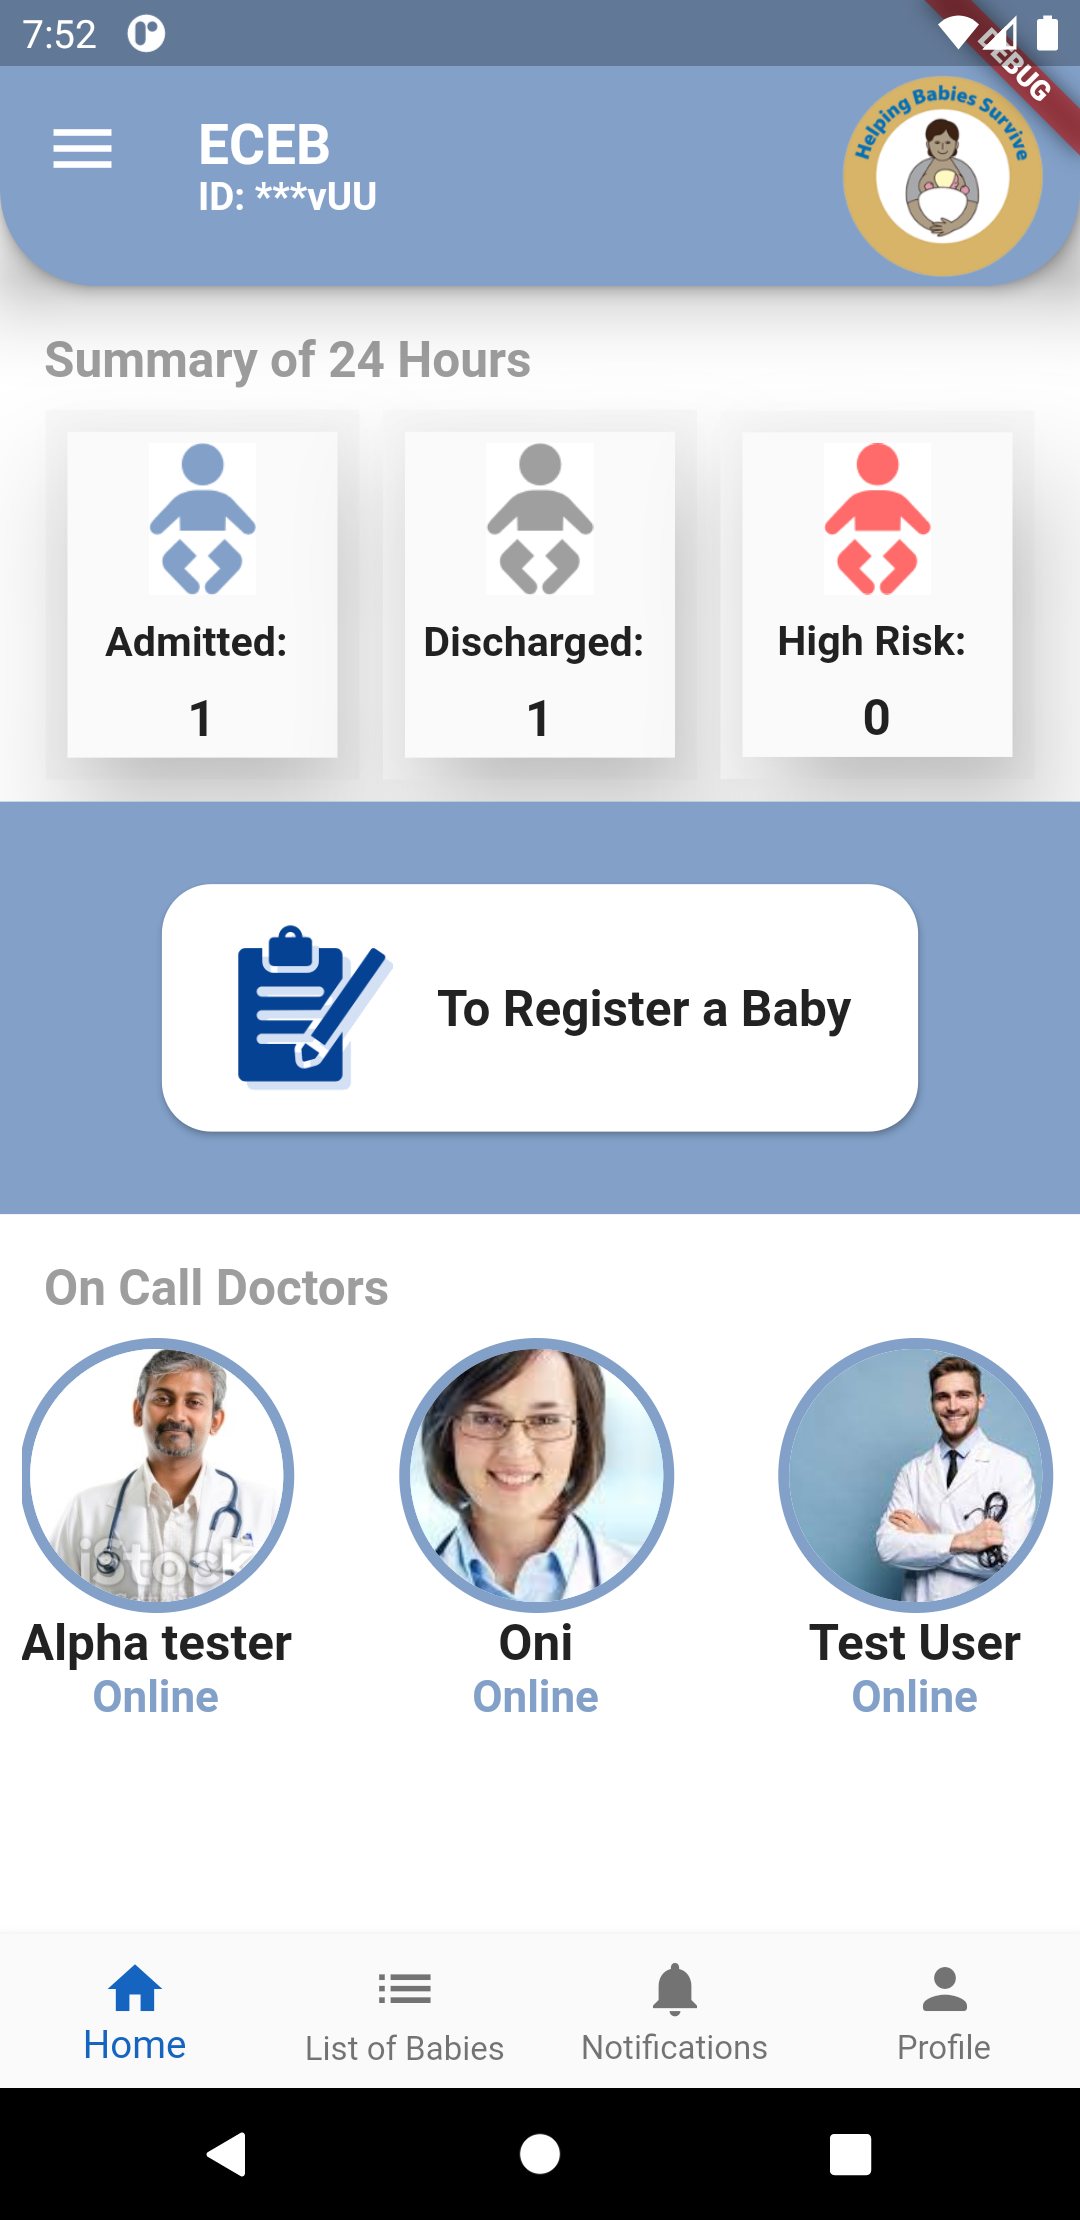 7:52
DEBUG
ECEB
ID: ***vUU
Helping Babies Survive
Summary of 24 Hours
Admitted:
1
Discharged:
1
High Risk:
0
To Register a Baby
On Call Doctors
iStock
Alpha tester
Online
Oni
Online
Test User
Online
Home
List of Babies
Notifications
Profile